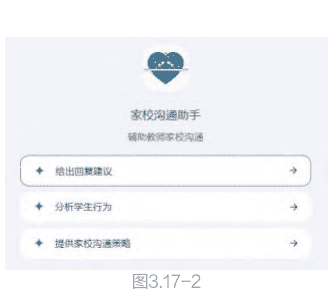 家校沟通助手
辅助教师家校沟通
给出回复建议
分析学生行为
提供家校沟通策略
图3.17-2